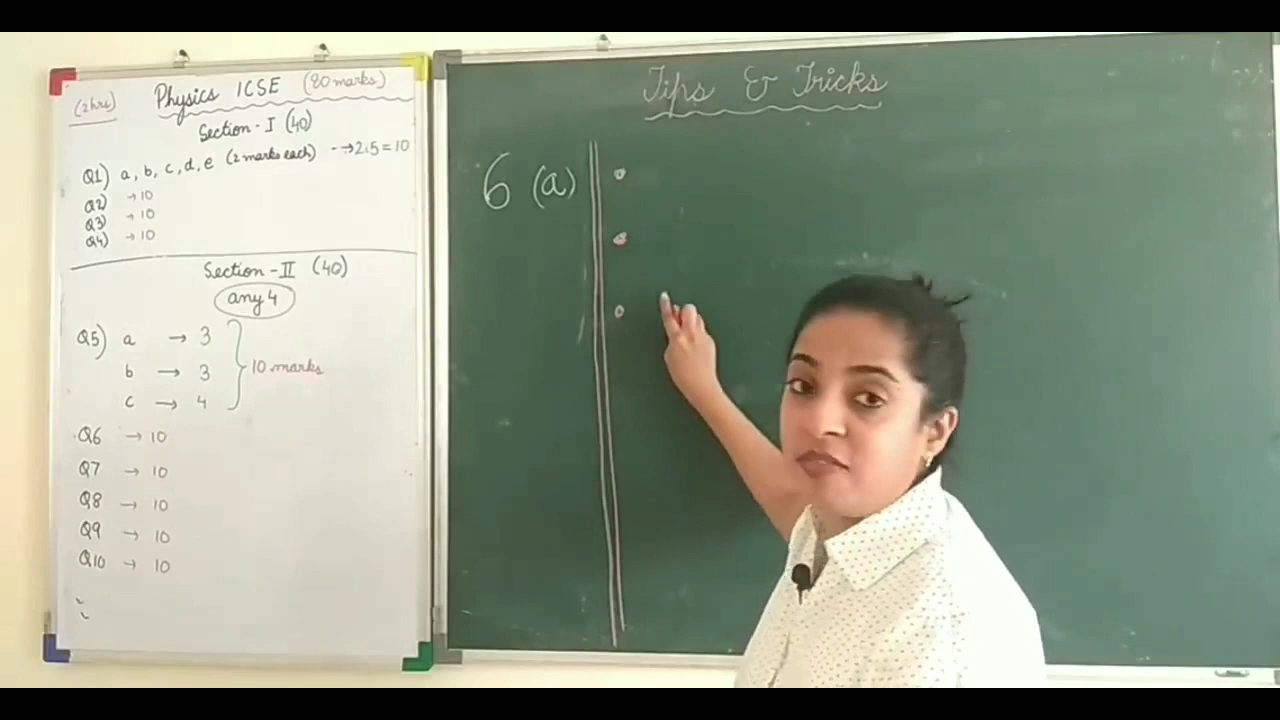 Physics ICSE (80 marks)
(2hrs)
Section - I (40)
Q1) a, b, c, d, e (2 marks each) → 2.5 = 10
Q2) → 10
Q3) → 10
Q4) → 10
Section - II (40)
any 4
Q5) a → 3
b → 3
c → 4
10 marks
Q6 → 10
Q7 → 10
Q8 → 10
Q9 → 10
Q10 → 10
Tips & Tricks
6 (a)